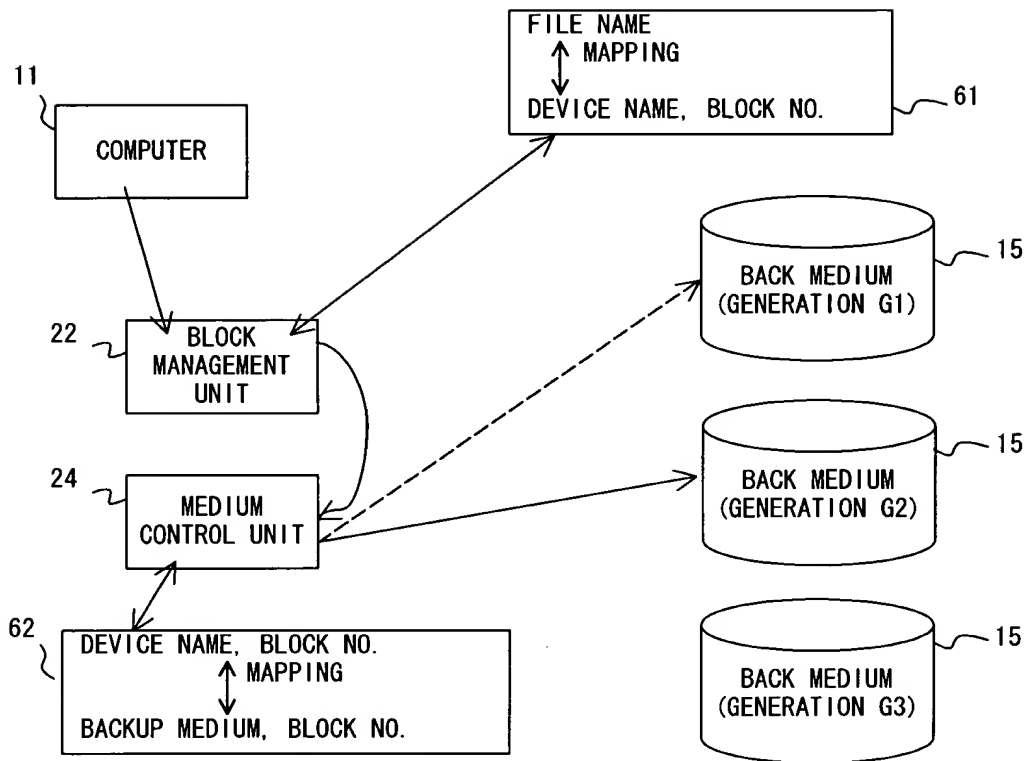 FILE NAME
MAPPING
DEVICE NAME, BLOCK NO.
61
11
COMPUTER
15
BACK MEDIUM
(GENERATION G1)
22
BLOCK
MANAGEMENT
UNIT
15
BACK MEDIUM
(GENERATION G2)
24
MEDIUM
CONTROL UNIT
62
DEVICE NAME, BLOCK NO.
MAPPING
BACKUP MEDIUM, BLOCK NO.
15
BACK MEDIUM
(GENERATION G3)